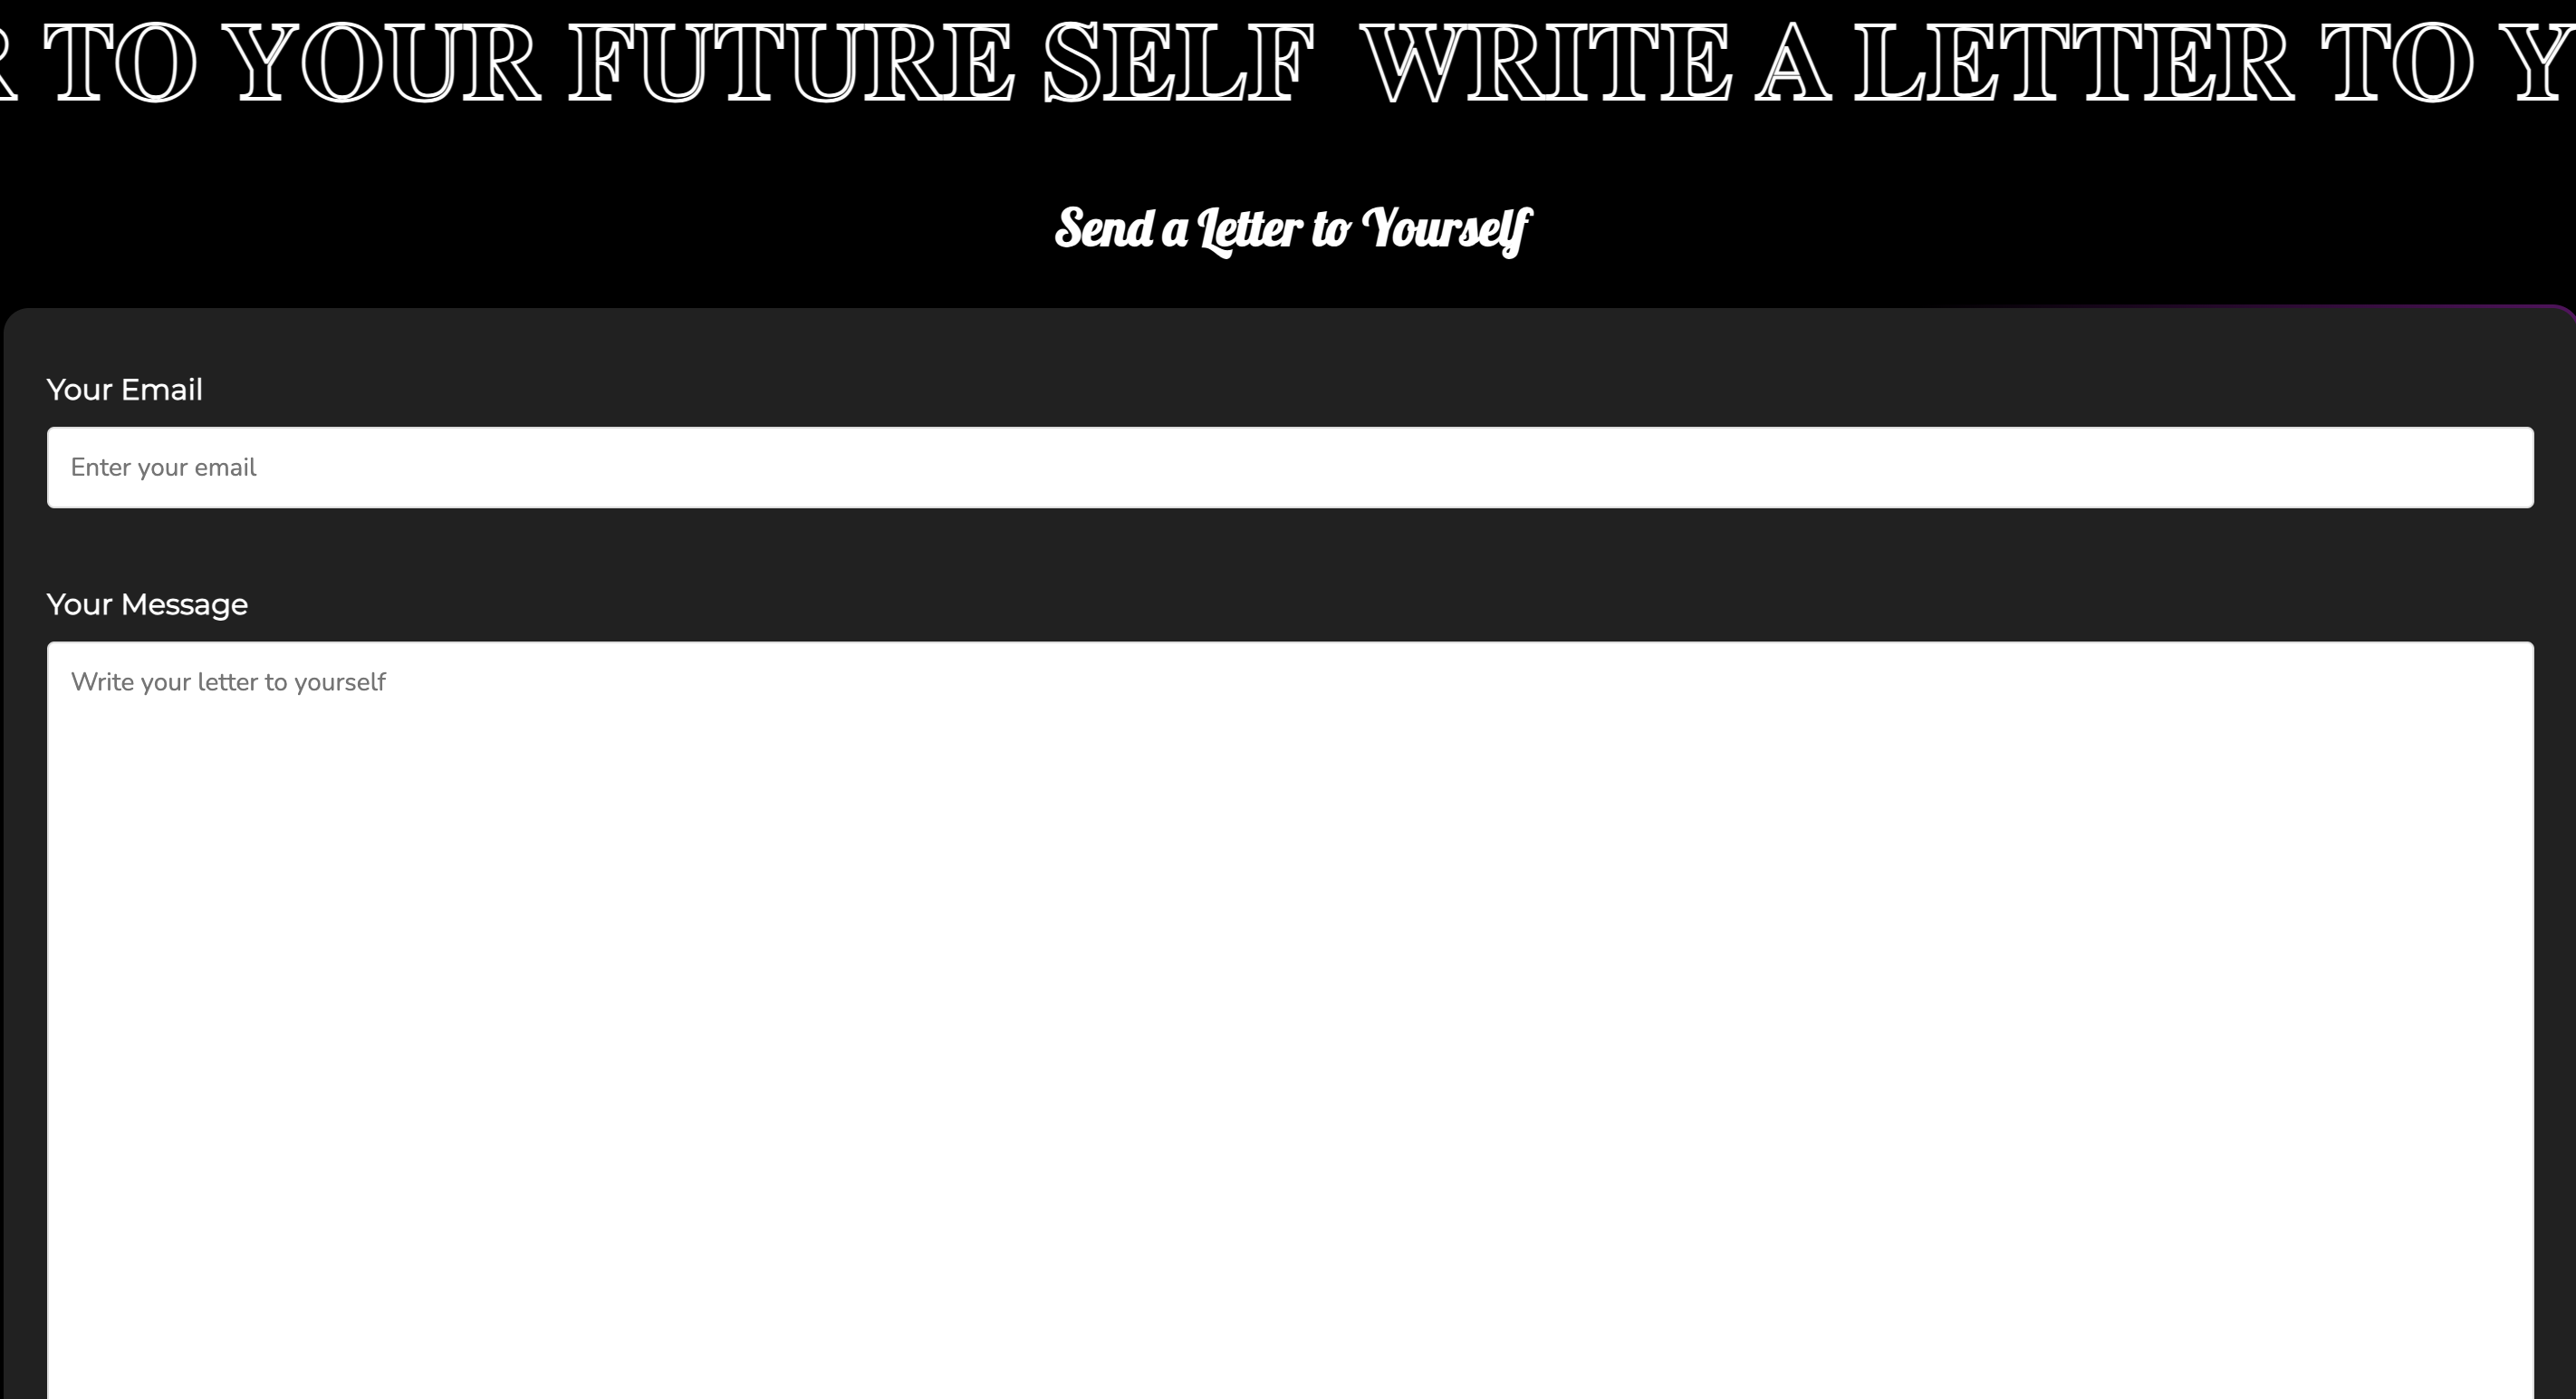 R TO YOUR FUTURE SELF WRITE A LETTER TO Y
Send a Letter to Yourself
Your Email
Enter your email
Your Message
Write your letter to yourself